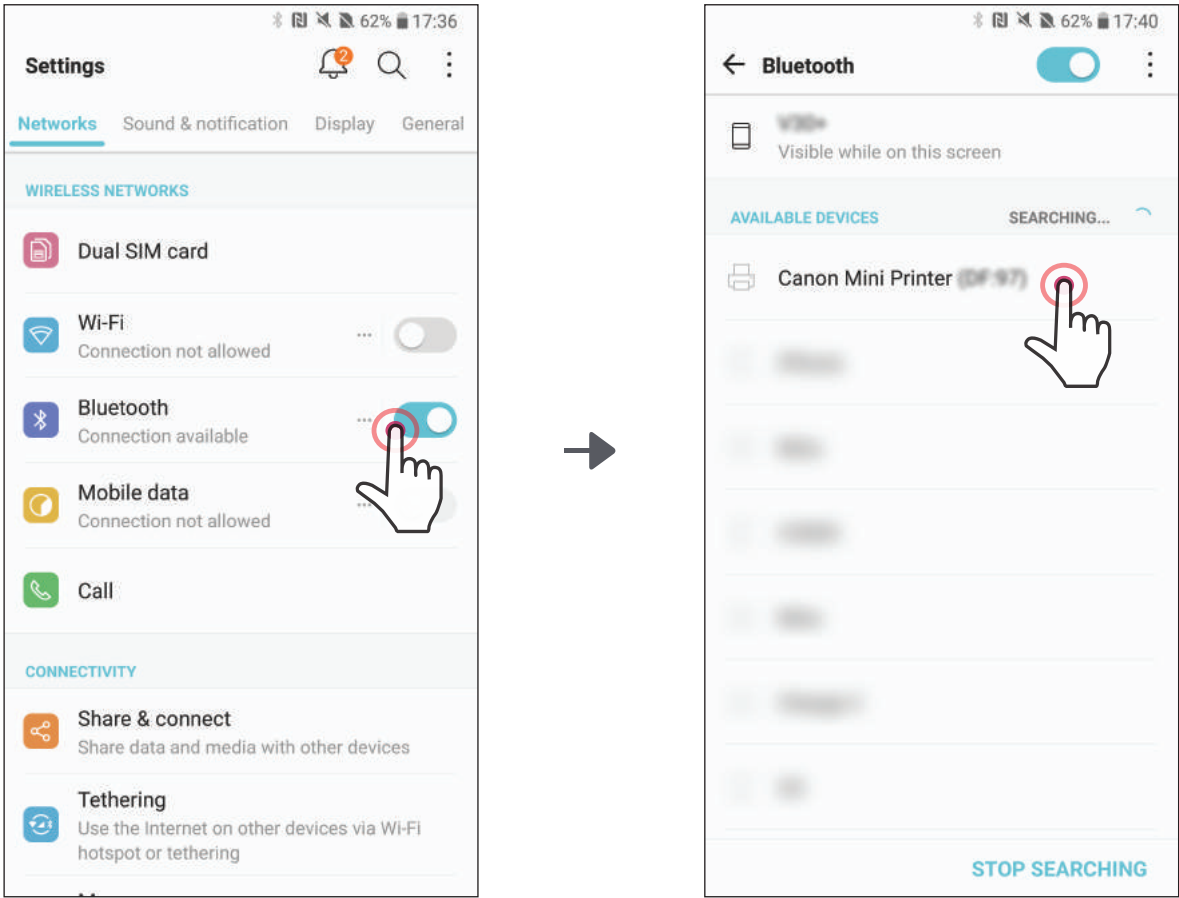 62% 17:36
Settings
2
Networks Sound & notification Display General
WIRELESS NETWORKS
Dual SIM card
Wi-Fi
Connection not allowed
Bluetooth
Connection available
Mobile data
Connection not allowed
Call
CONNECTIVITY
Share & connect
Share data and media with other devices
Tethering
Use the Internet on other devices via Wi-Fi
hotspot or tethering
62% 17:40
Bluetooth
Visible while on this screen
AVAILABLE DEVICES SEARCHING...
Canon Mini Printer
STOP SEARCHING